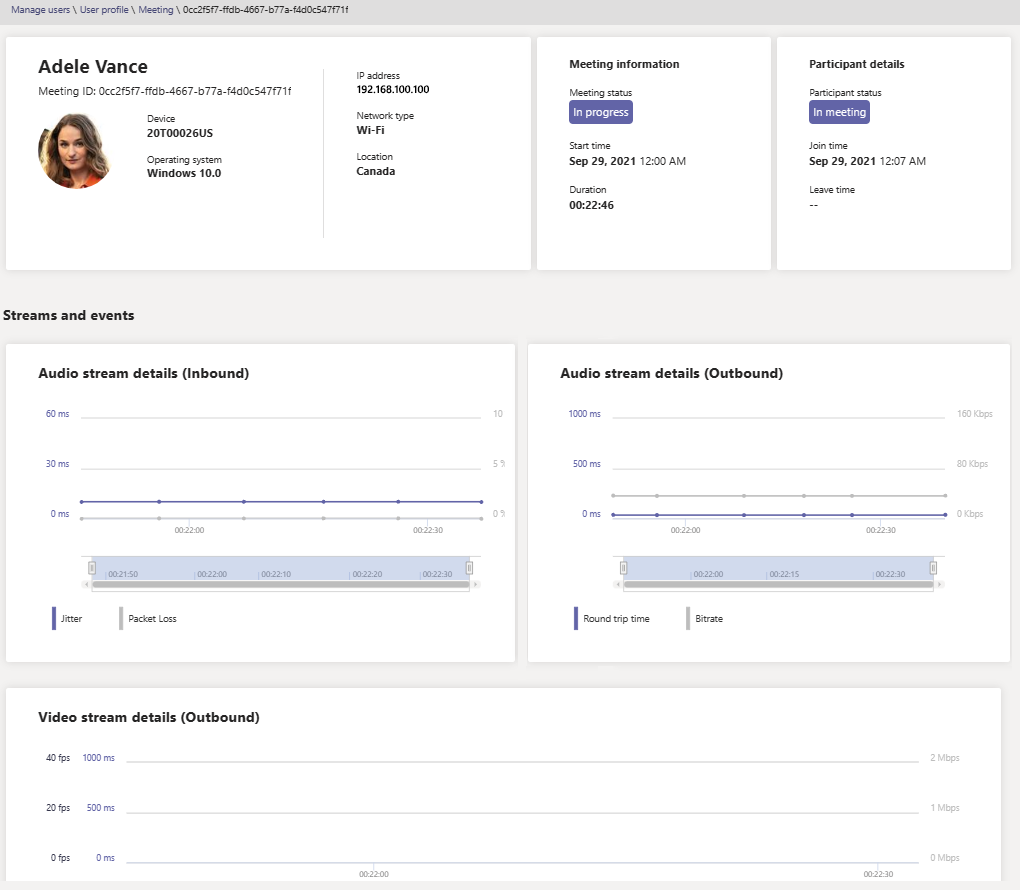 Manage users \ User profile \ Meeting \ 0cc2f5f7-ffdb-4667-b77a-f4d0c547f71f
Adele Vance
Meeting ID: 0cc2f5f7-ffdb-4667-b77a-f4d0c547f71f
Device
20T00026US
Operating system
Windows 10.0
IP address
192.168.100.100
Network type
Wi-Fi
Location
Canada
Meeting information
Meeting status
In progress
Start time
Sep 29, 2021 12:00 AM
Duration
00:22:46
Participant details
Participant status
In meeting
Join time
Sep 29, 2021 12:07 AM
Leave time
--
Streams and events
Audio stream details (Inbound)
60 ms 10
30 ms 5 %
0 ms 0 %
00:22:00 00:22:30
00:21:50 00:22:00 00:22:10 00:22:20 00:22:30
Jitter Packet Loss
Audio stream details (Outbound)
1000 ms 160 Kbps
500 ms 80 Kbps
0 ms 0 Kbps
00:22:00 00:22:30
00:22:00 00:22:15 00:22:30
Round trip time Bitrate
Video stream details (Outbound)
40 fps 1000 ms 2 Mbps
20 fps 500 ms 1 Mbps
0 fps 0 ms 0 Mbps
00:22:00 00:22:30